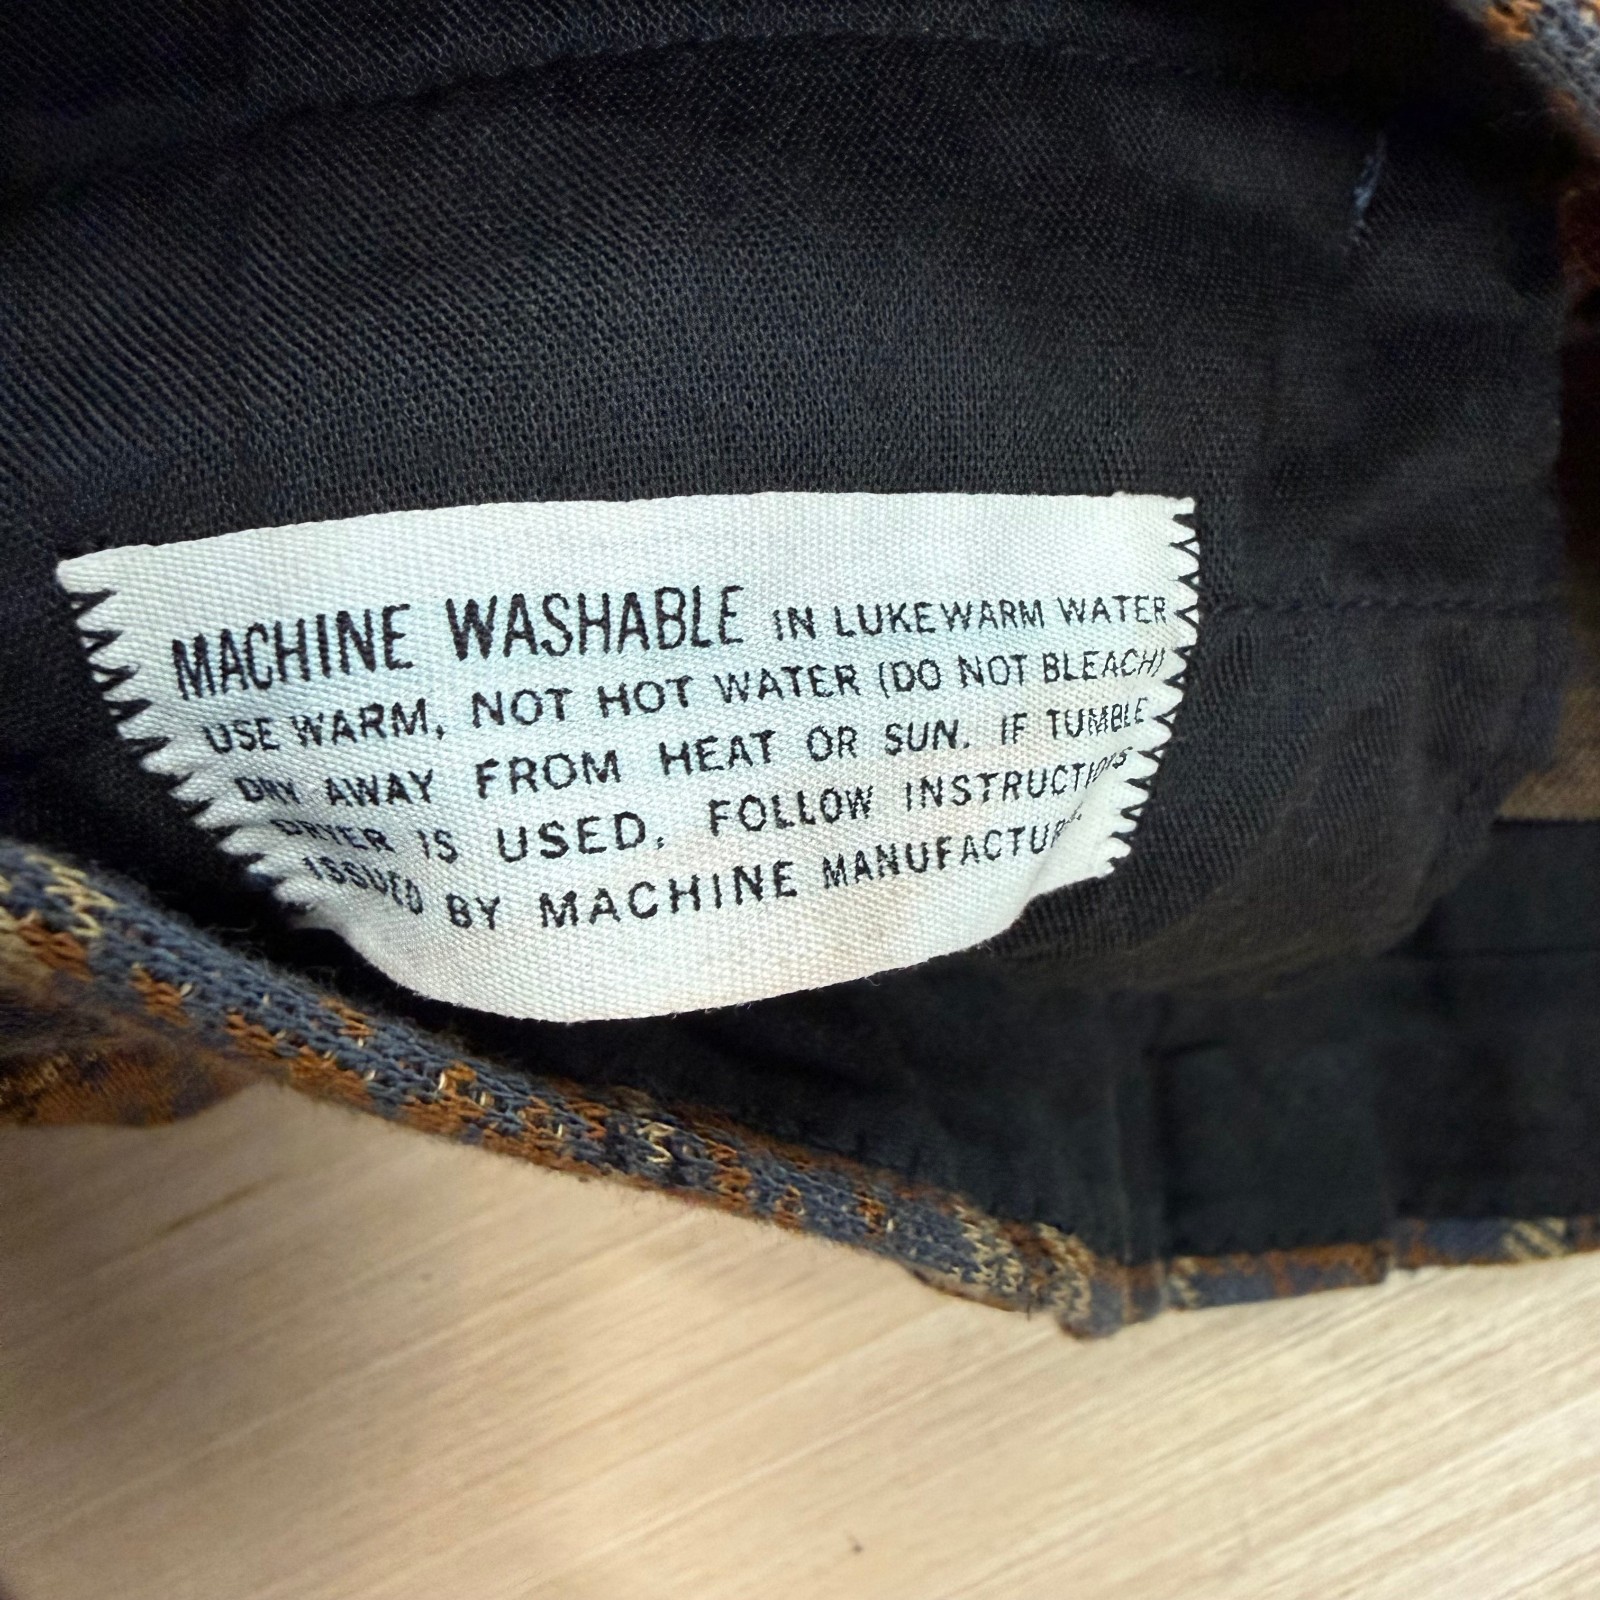 MACHINE WASHABLE IN LUKEWARM WATER
USE WARM, NOT HOT WATER (DO NOT BLEACH)
DRY AWAY FROM HEAT OR SUN. IF TUMBLE
DRYER IS USED, FOLLOW INSTRUCTIONS
ISSUED BY MACHINE